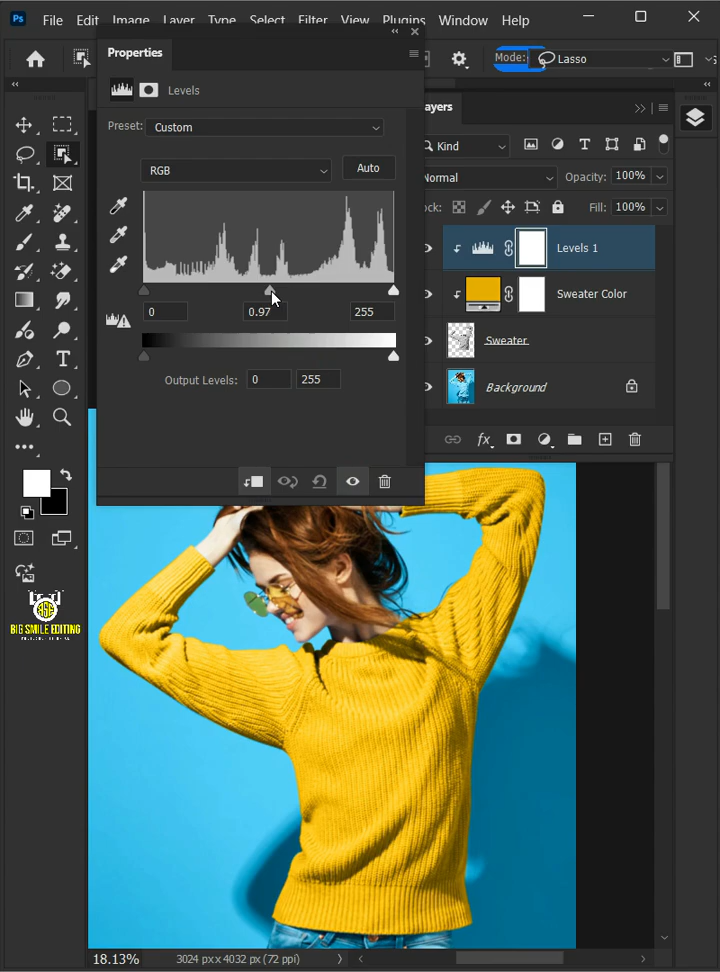 Ps File Edit Image Layer Select Filter View Plugins Window Help
Mode: Lasso
Properties
Levels
Preset: Custom
RGB Auto
0 0.97 255
Output Levels: 0 255
ayers
Kind
Normal Opacity: 100%
ock: Fill: 100%
Levels 1
Sweater Color
Sweater
Background
fx
T
T
BIG SMILE EDITING
18.13% 3024 px x 4032 px (72 ppi)